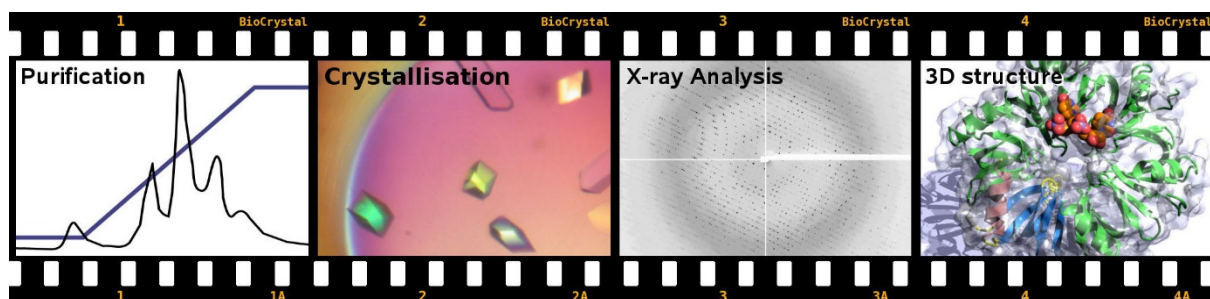 1 BioCrystal 2 BioCrystal 3 BioCrystal 4 BioCrystal
Purification Crystallisation X-ray Analysis 3D structure
1 1A 2 2A 3 3A 4 4A